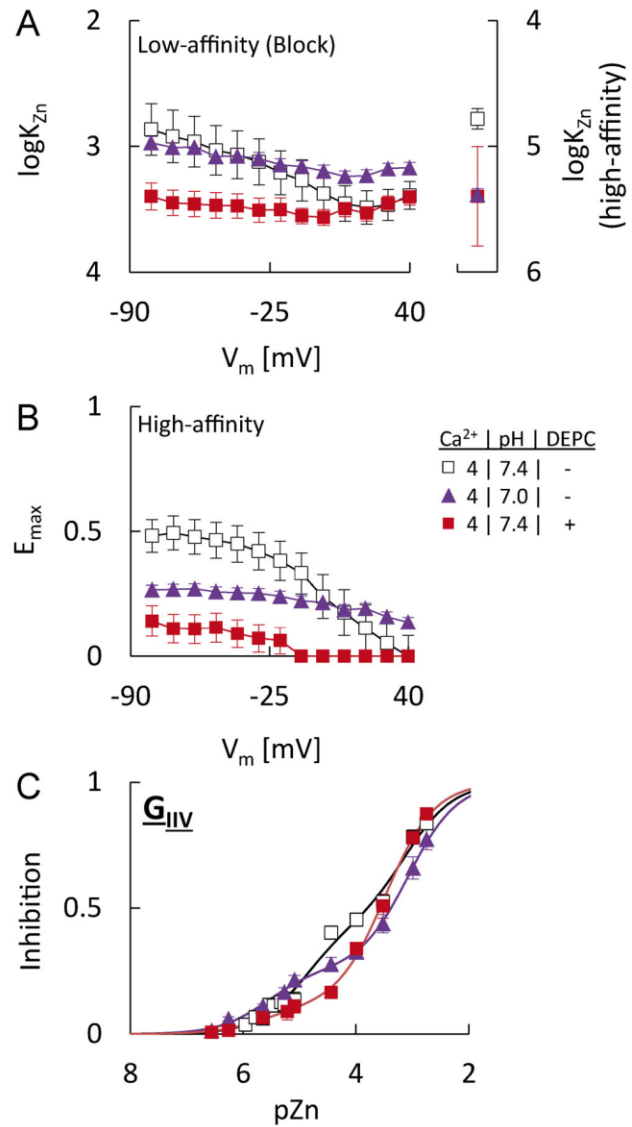 A
Low-affinity (Block)
logK_Zn
2
3
4
4
5
6
logK_Zn
(high-affinity)
-90
-25
40
V_m [mV]
B
High-affinity
E_max
1
0.5
0
-90
-25
40
V_m [mV]
Ca²⁺ | pH | DEPC
4 | 7.4 | -
4 | 7.0 | -
4 | 7.4 | +
C
G_IIV
Inhibition
1
0.5
0
8
6
4
2
pZn